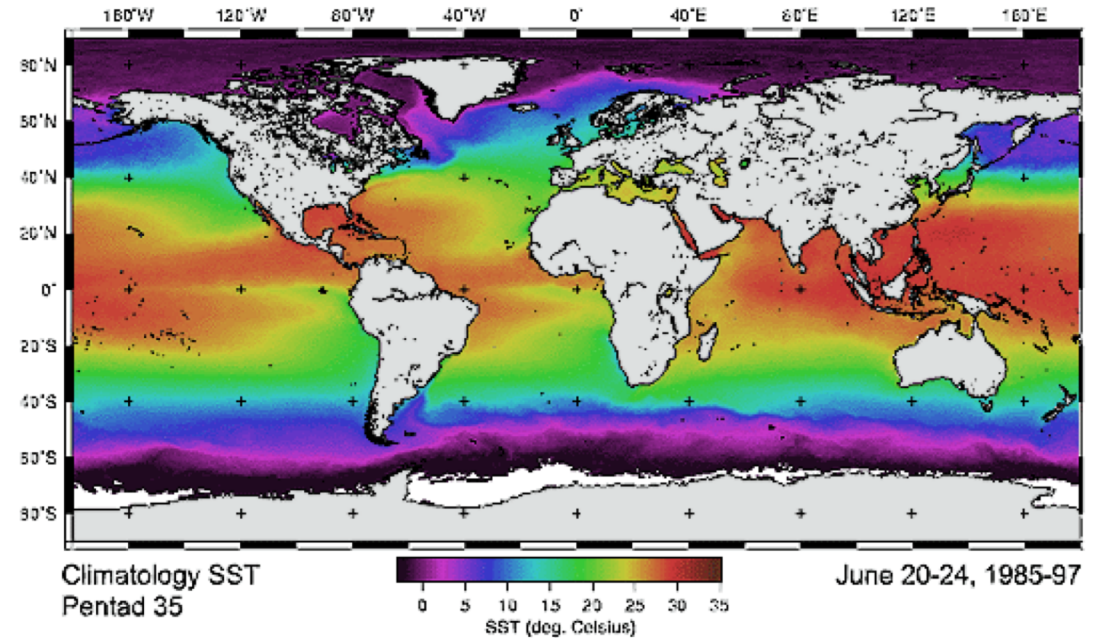 160°W 120°W 80°W 40°W 0° 40°E 80°E 120°E 160°E
80°N
60°N
40°N
20°N
0°
20°S
40°S
60°S
80°S
Climatology SST
Pentad 35
June 20-24, 1985-97
0 5 10 15 20 25 30 35
SST (deg. Celsius)